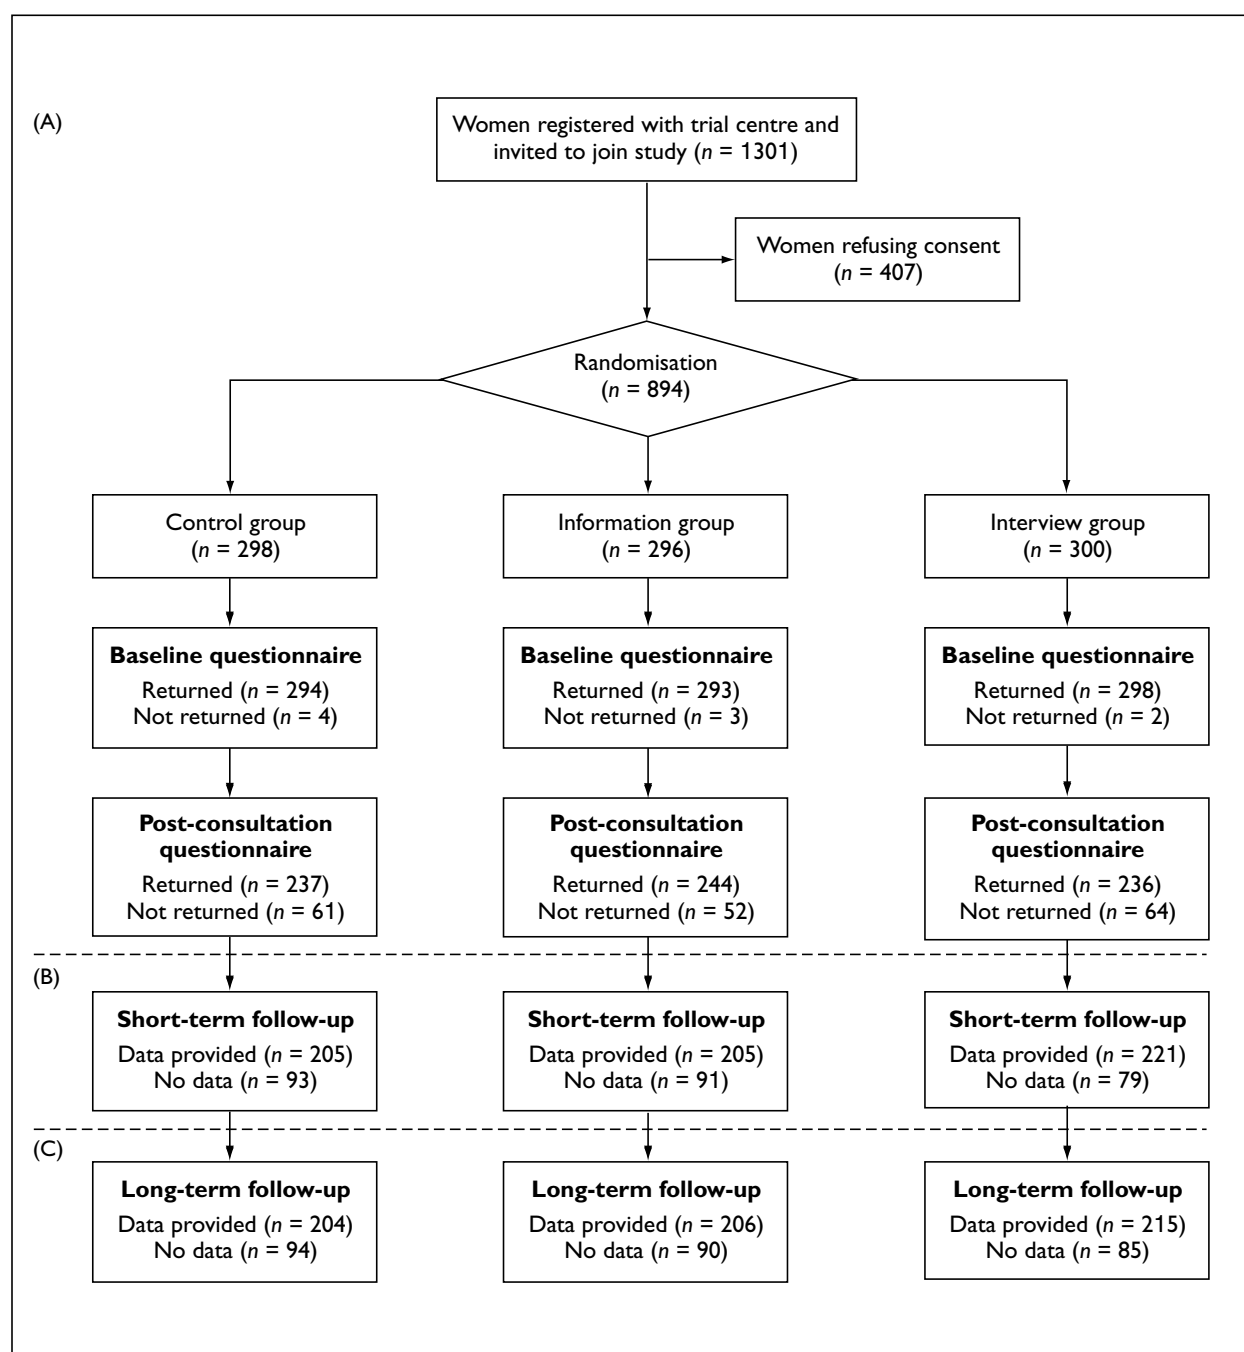 (A)
Women registered with trial centre and
invited to join study (n = 1301)
Women refusing consent
(n = 407)
Randomisation
(n = 894)
Control group
(n = 298)
Information group
(n = 296)
Interview group
(n = 300)
Baseline questionnaire
Returned (n = 294)
Not returned (n = 4)
Baseline questionnaire
Returned (n = 293)
Not returned (n = 3)
Baseline questionnaire
Returned (n = 298)
Not returned (n = 2)
Post-consultation
questionnaire
Returned (n = 237)
Not returned (n = 61)
Post-consultation
questionnaire
Returned (n = 244)
Not returned (n = 52)
Post-consultation
questionnaire
Returned (n = 236)
Not returned (n = 64)
(B)
Short-term follow-up
Data provided (n = 205)
No data (n = 93)
Short-term follow-up
Data provided (n = 205)
No data (n = 91)
Short-term follow-up
Data provided (n = 221)
No data (n = 79)
(C)
Long-term follow-up
Data provided (n = 204)
No data (n = 94)
Long-term follow-up
Data provided (n = 206)
No data (n = 90)
Long-term follow-up
Data provided (n = 215)
No data (n = 85)